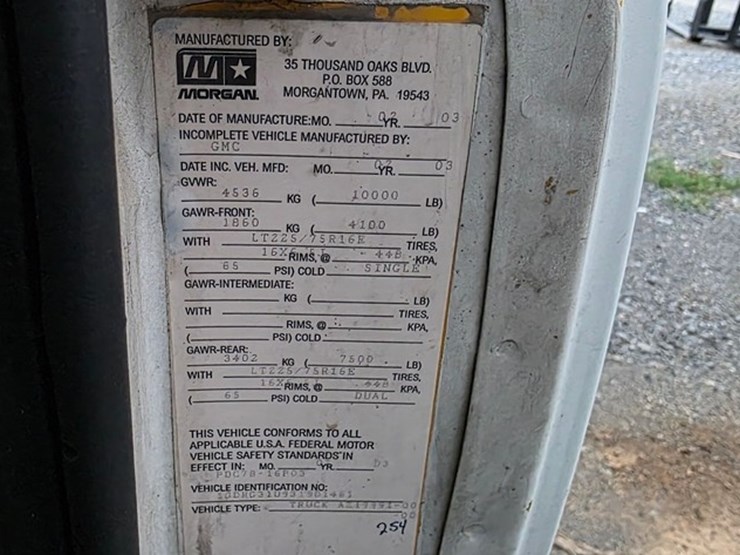 MANUFACTURED BY:
MORGAN
35 THOUSAND OAKS BLVD.
P.O. BOX 588
MORGANTOWN, PA. 19543
DATE OF MANUFACTURE:MO. 02 YR. 03
INCOMPLETE VEHICLE MANUFACTURED BY:
GMC
DATE INC. VEH. MFD: MO. 02 YR. 03
GVWR:
4536 KG ( 10000 LB)
GAWR-FRONT:
1860 KG ( 4100 LB)
WITH LT225/75R16E TIRES,
RIMS, @ 448 KPA,
( 65 PSI) COLD SINGLE
GAWR-INTERMEDIATE:
KG ( LB)
WITH TIRES,
RIMS, @ KPA,
( PSI) COLD
GAWR-REAR:
3402 KG ( 7500 LB)
WITH LT225/75R16E TIRES,
RIMS, @ 448 KPA,
( 65 PSI) COLD DUAL
THIS VEHICLE CONFORMS TO ALL
APPLICABLE U.S.A. FEDERAL MOTOR
VEHICLE SAFETY STANDARDS IN
EFFECT IN: MO. YR. 03
VEHICLE IDENTIFICATION NO:
VEHICLE TYPE: TRUCK
254